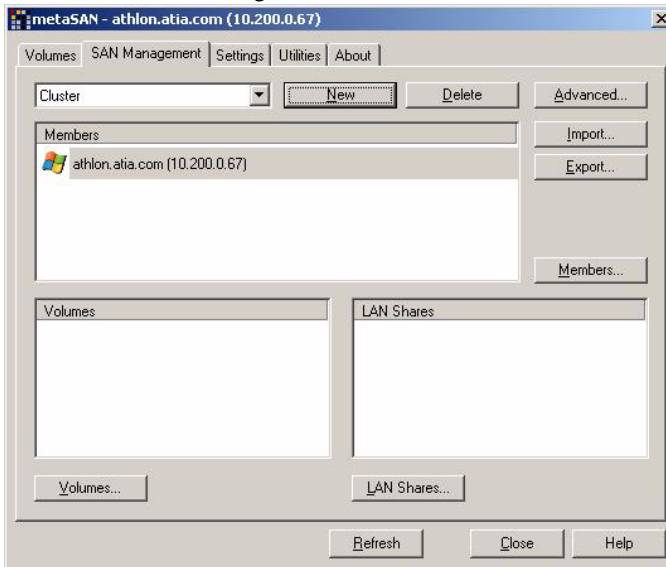 metaSAN - athlon.atia.com (10.200.0.67)
Volumes SAN Management Settings Utilities About
Cluster New Delete Advanced...
Members Import...
athlon.atia.com (10.200.0.67) Export...
Members...
Volumes LAN Shares
Volumes... LAN Shares...
Refresh Close Help